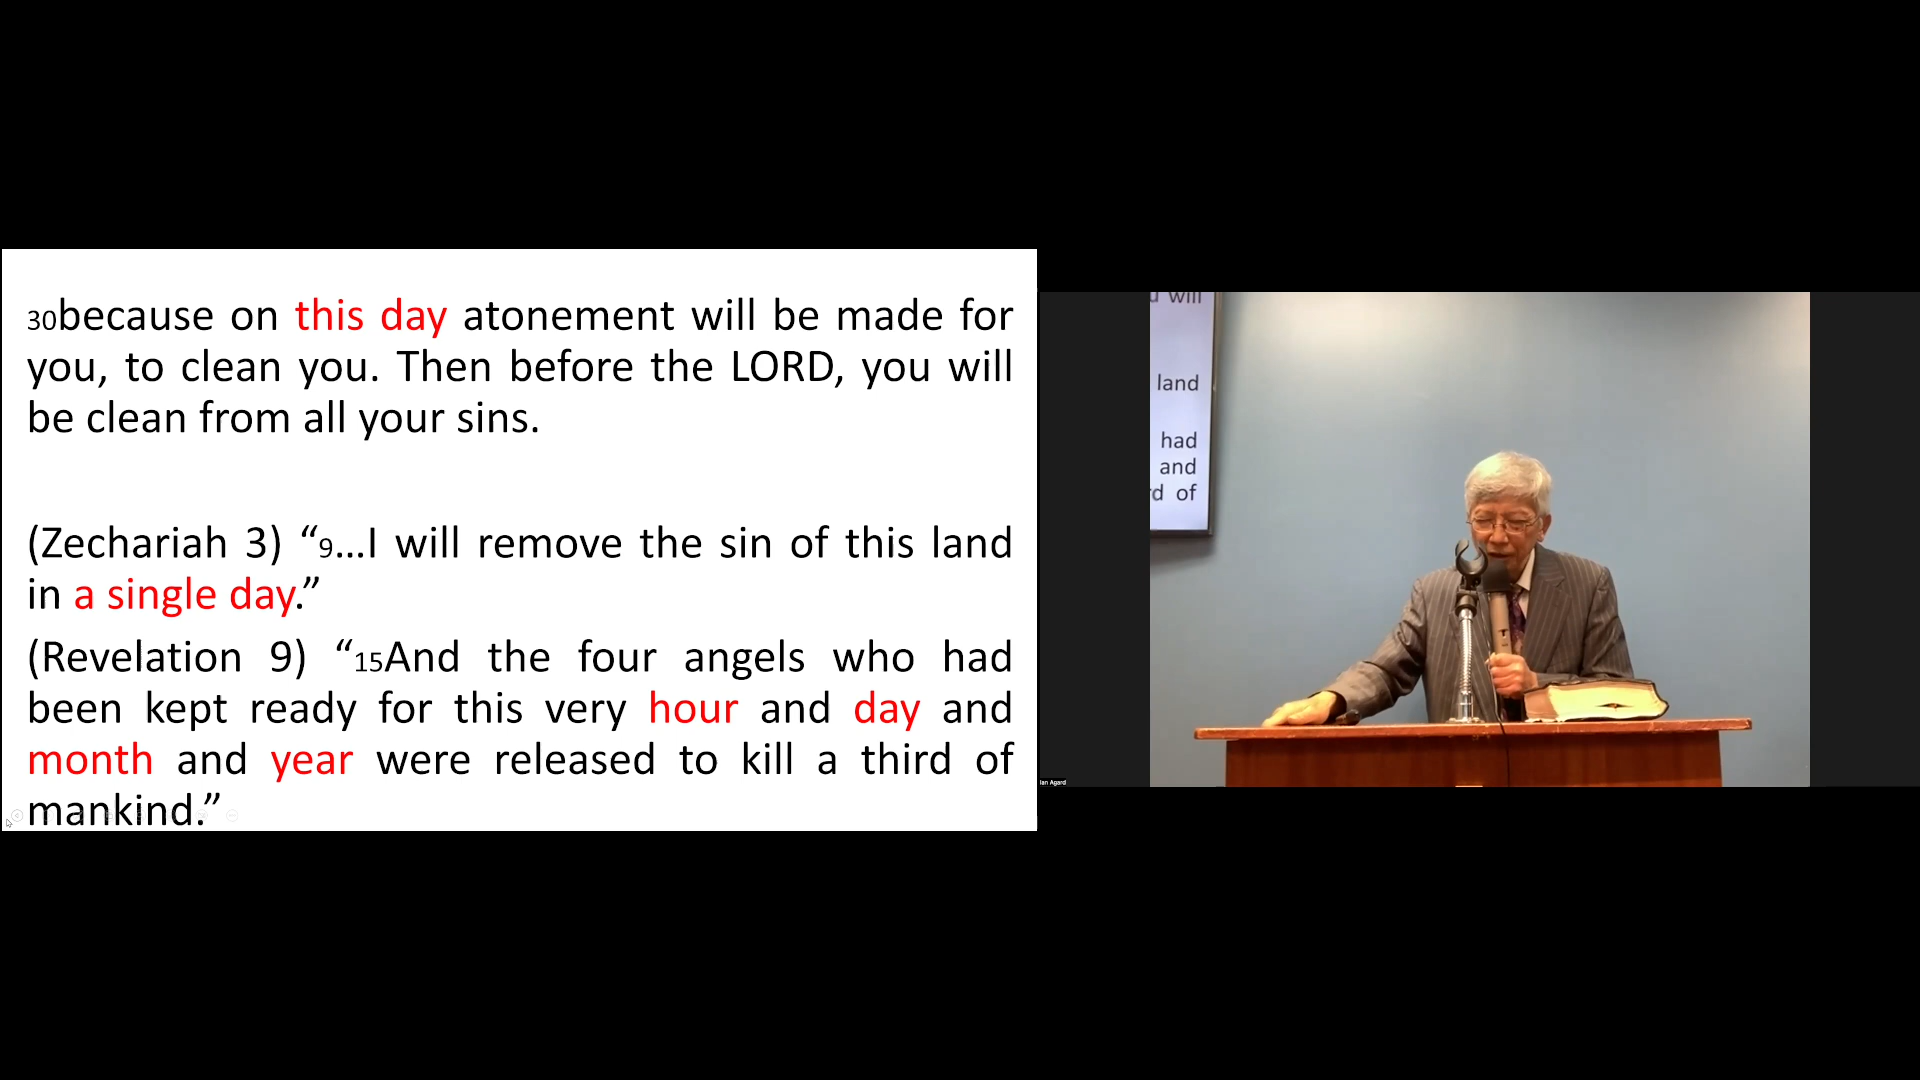 30because on this day atonement will be made for
you, to clean you. Then before the LORD, you will
be clean from all your sins.
(Zechariah 3) “9…I will remove the sin of this land
in a single day.”
(Revelation 9) “15And the four angels who had
been kept ready for this very hour and day and
month and year were released to kill a third of
mankind.”
will
land
had
and
of
Ian Agard